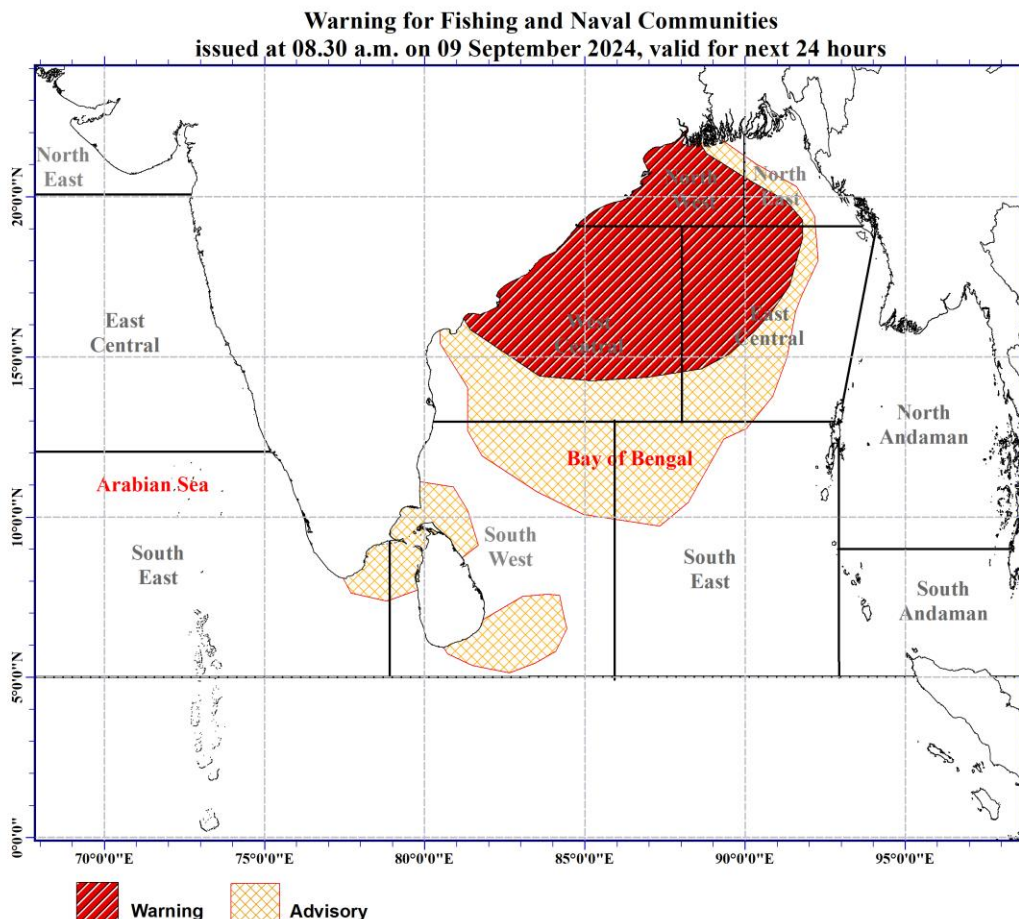 Warning for Fishing and Naval Communities
issued at 08.30 a.m. on 09 September 2024, valid for next 24 hours
North
East
North
West
North
East
20°0'0"N
East
Central
West
Central
East
Central
15°0'0"N
North
Andaman
Bay of Bengal
Arabian Sea
10°0'0"N
South
East
South
West
South
East
South
Andaman
5°0'0"N
0°0'0"
70°0'0"E
75°0'0"E
80°0'0"E
85°0'0"E
90°0'0"E
95°0'0"E
Warning
Advisory